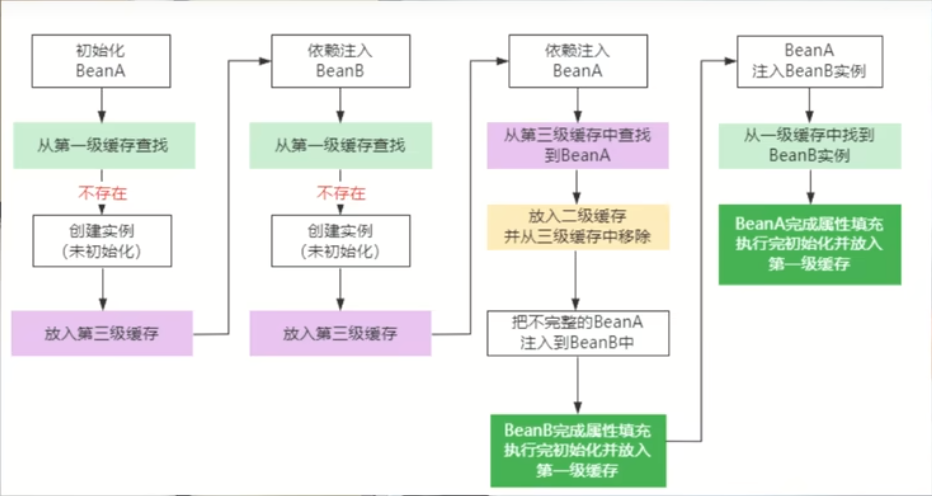 初始化
BeanA
从第一级缓存查找
不存在
创建实例
（未初始化）
放入第三级缓存
依赖注入
BeanB
从第一级缓存查找
不存在
创建实例
（未初始化）
放入第三级缓存
依赖注入
BeanA
从第三级缓存中查找
到BeanA
放入二级缓存
并从三级缓存中移除
把不完整的BeanA
注入到BeanB中
BeanB完成属性填充
执行完初始化并放入
第一级缓存
BeanA
注入BeanB实例
从一级缓存中找到
BeanB实例
BeanA完成属性填充
执行完初始化并放入
第一级缓存